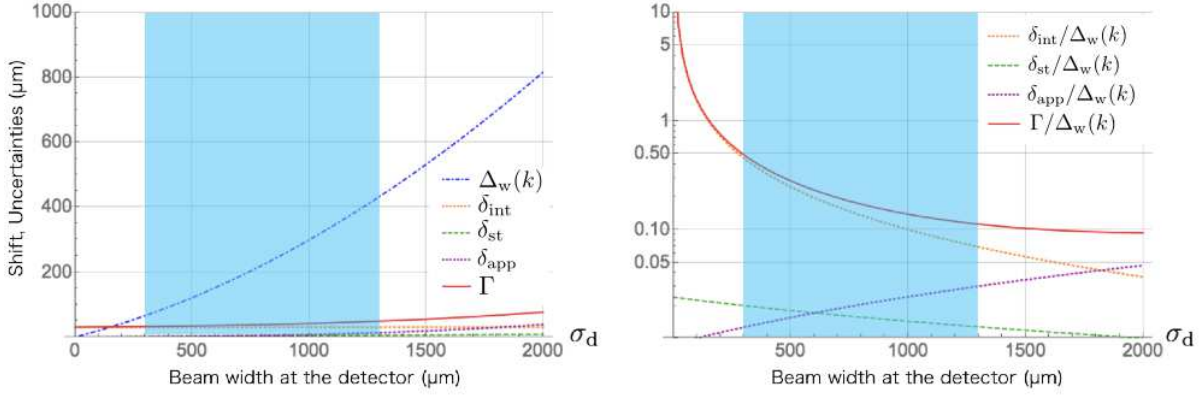 1000
800
600
400
200
0
500
1000
1500
2000
Shift, Uncertainties (μm)
Beam width at the detector (μm)
σd
Δw(k)
δint
δst
δapp
Γ
10
5
1
0.50
0.10
0.05
500
1000
1500
2000
Beam width at the detector (μm)
σd
δint/Δw(k)
δst/Δw(k)
δapp/Δw(k)
Γ/Δw(k)